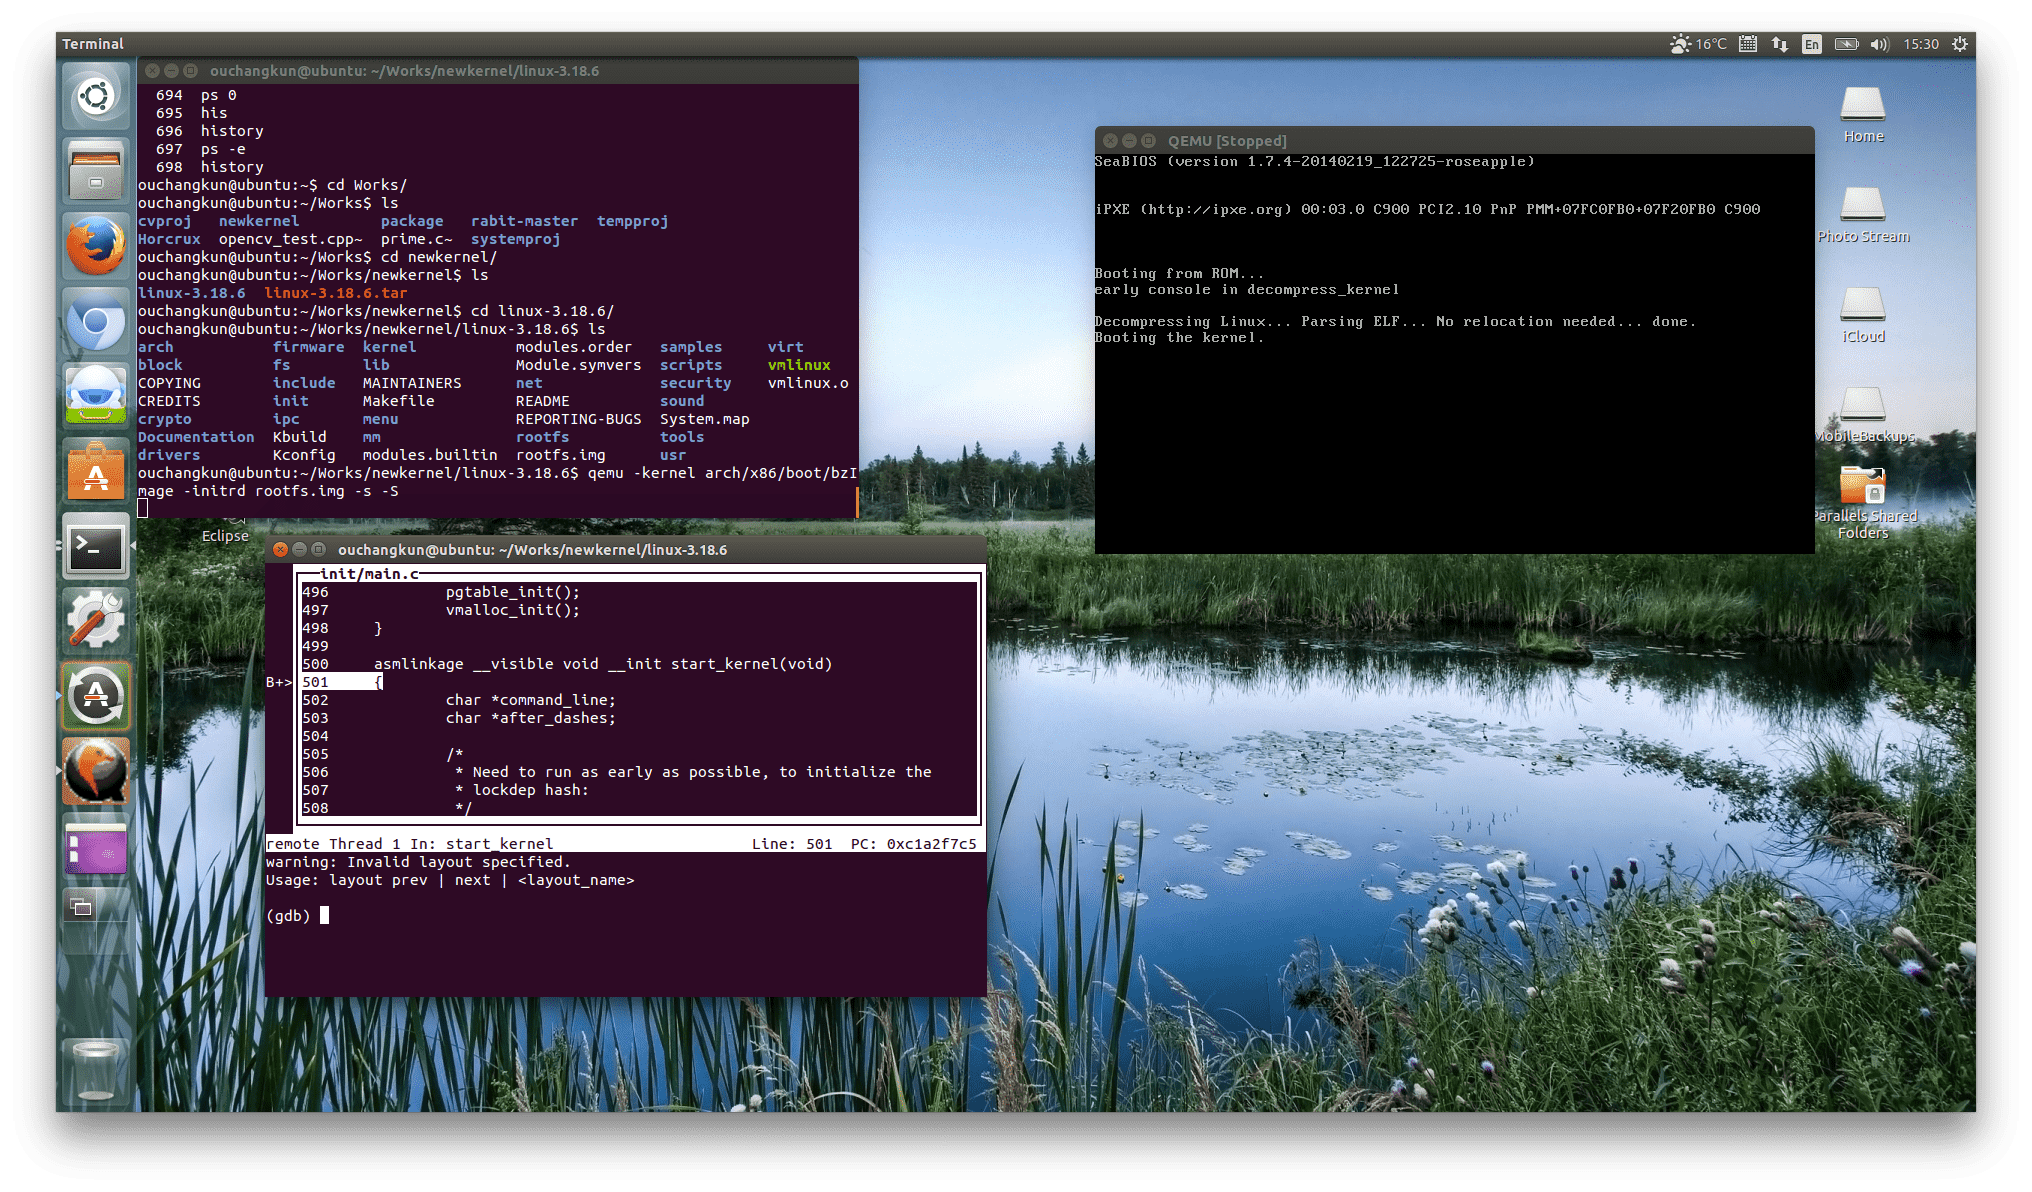 Terminal
16°C
En
15:30
ouchangkun@ubuntu: ~/Works/newkernel/linux-3.18.6
694 ps 0
695 his
696 history
697 ps -e
698 history
ouchangkun@ubuntu:~$ cd Works/
ouchangkun@ubuntu:~/Works$ ls
cvproj newkernel package rabit-master tempproj
Horcrux opencv_test.cpp~ prime.c~ systemproj
ouchangkun@ubuntu:~/Works$ cd newkernel/
ouchangkun@ubuntu:~/Works/newkernel$ ls
linux-3.18.6 linux-3.18.6.tar
ouchangkun@ubuntu:~/Works/newkernel$ cd linux-3.18.6/
ouchangkun@ubuntu:~/Works/newkernel/linux-3.18.6$ ls
arch firmware kernel modules.order samples virt
block fs lib Module.symvers scripts vmlinux
COPYING include MAINTAINERS net security vmlinux.o
CREDITS init Makefile README sound
crypto ipc menu REPORTING-BUGS System.map
Documentation Kbuild mm rootfs tools
drivers Kconfig modules.builtin rootfs.img usr
ouchangkun@ubuntu:~/Works/newkernel/linux-3.18.6$ qemu -kernel arch/x86/boot/bzI
mage -initrd rootfs.img -s -S
Eclipse
QEMU [Stopped]
SeaBIOS (version 1.7.4-20140219_122725-roseapple)
iPXE (http://ipxe.org) 00:03.0 C900 PCI2.10 PnP PMM+07FC0FB0+07F20FB0 C900
Booting from ROM...
early console in decompress_kernel
Decompressing Linux... Parsing ELF... No relocation needed... done.
Booting the kernel.
Home
Photo Stream
iCloud
MobileBackups
Parallels Shared
Folders
ouchangkun@ubuntu: ~/Works/newkernel/linux-3.18.6
init/main.c
496 pgtable_init();
497 vmalloc_init();
498 }
499
500 asmlinkage __visible void __init start_kernel(void)
B+> 501 {
502 char *command_line;
503 char *after_dashes;
504
505 /*
506 * Need to run as early as possible, to initialize the
507 * lockdep hash:
508 */
remote Thread 1 In: start_kernel Line: 501 PC: 0xc1a2f7c5
warning: Invalid layout specified.
Usage: layout prev | next | <layout_name>
(gdb)